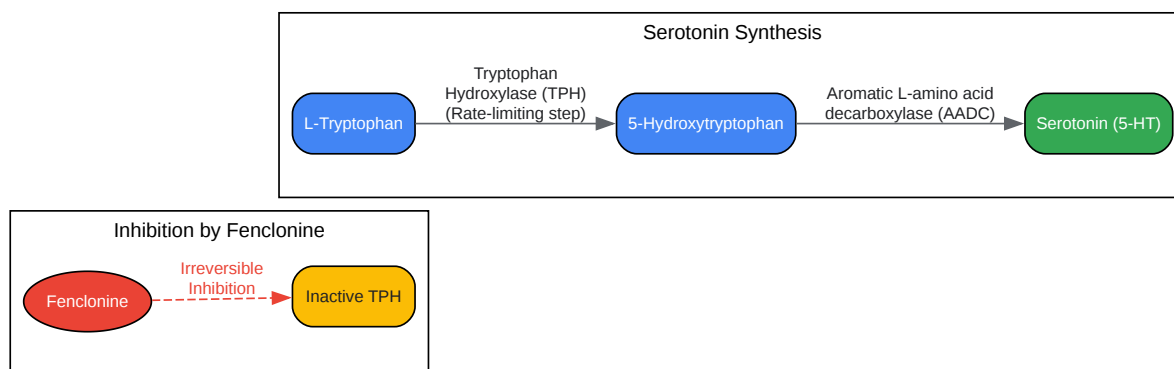 Serotonin Synthesis
Tryptophan
Hydroxylase (TPH)
(Rate-limiting step)
Aromatic L-amino acid
decarboxylase (AADC)
L-Tryptophan
5-Hydroxytryptophan
Serotonin (5-HT)
Inhibition by Fenclonine
Irreversible
Inhibition
Fenclonine
Inactive TPH